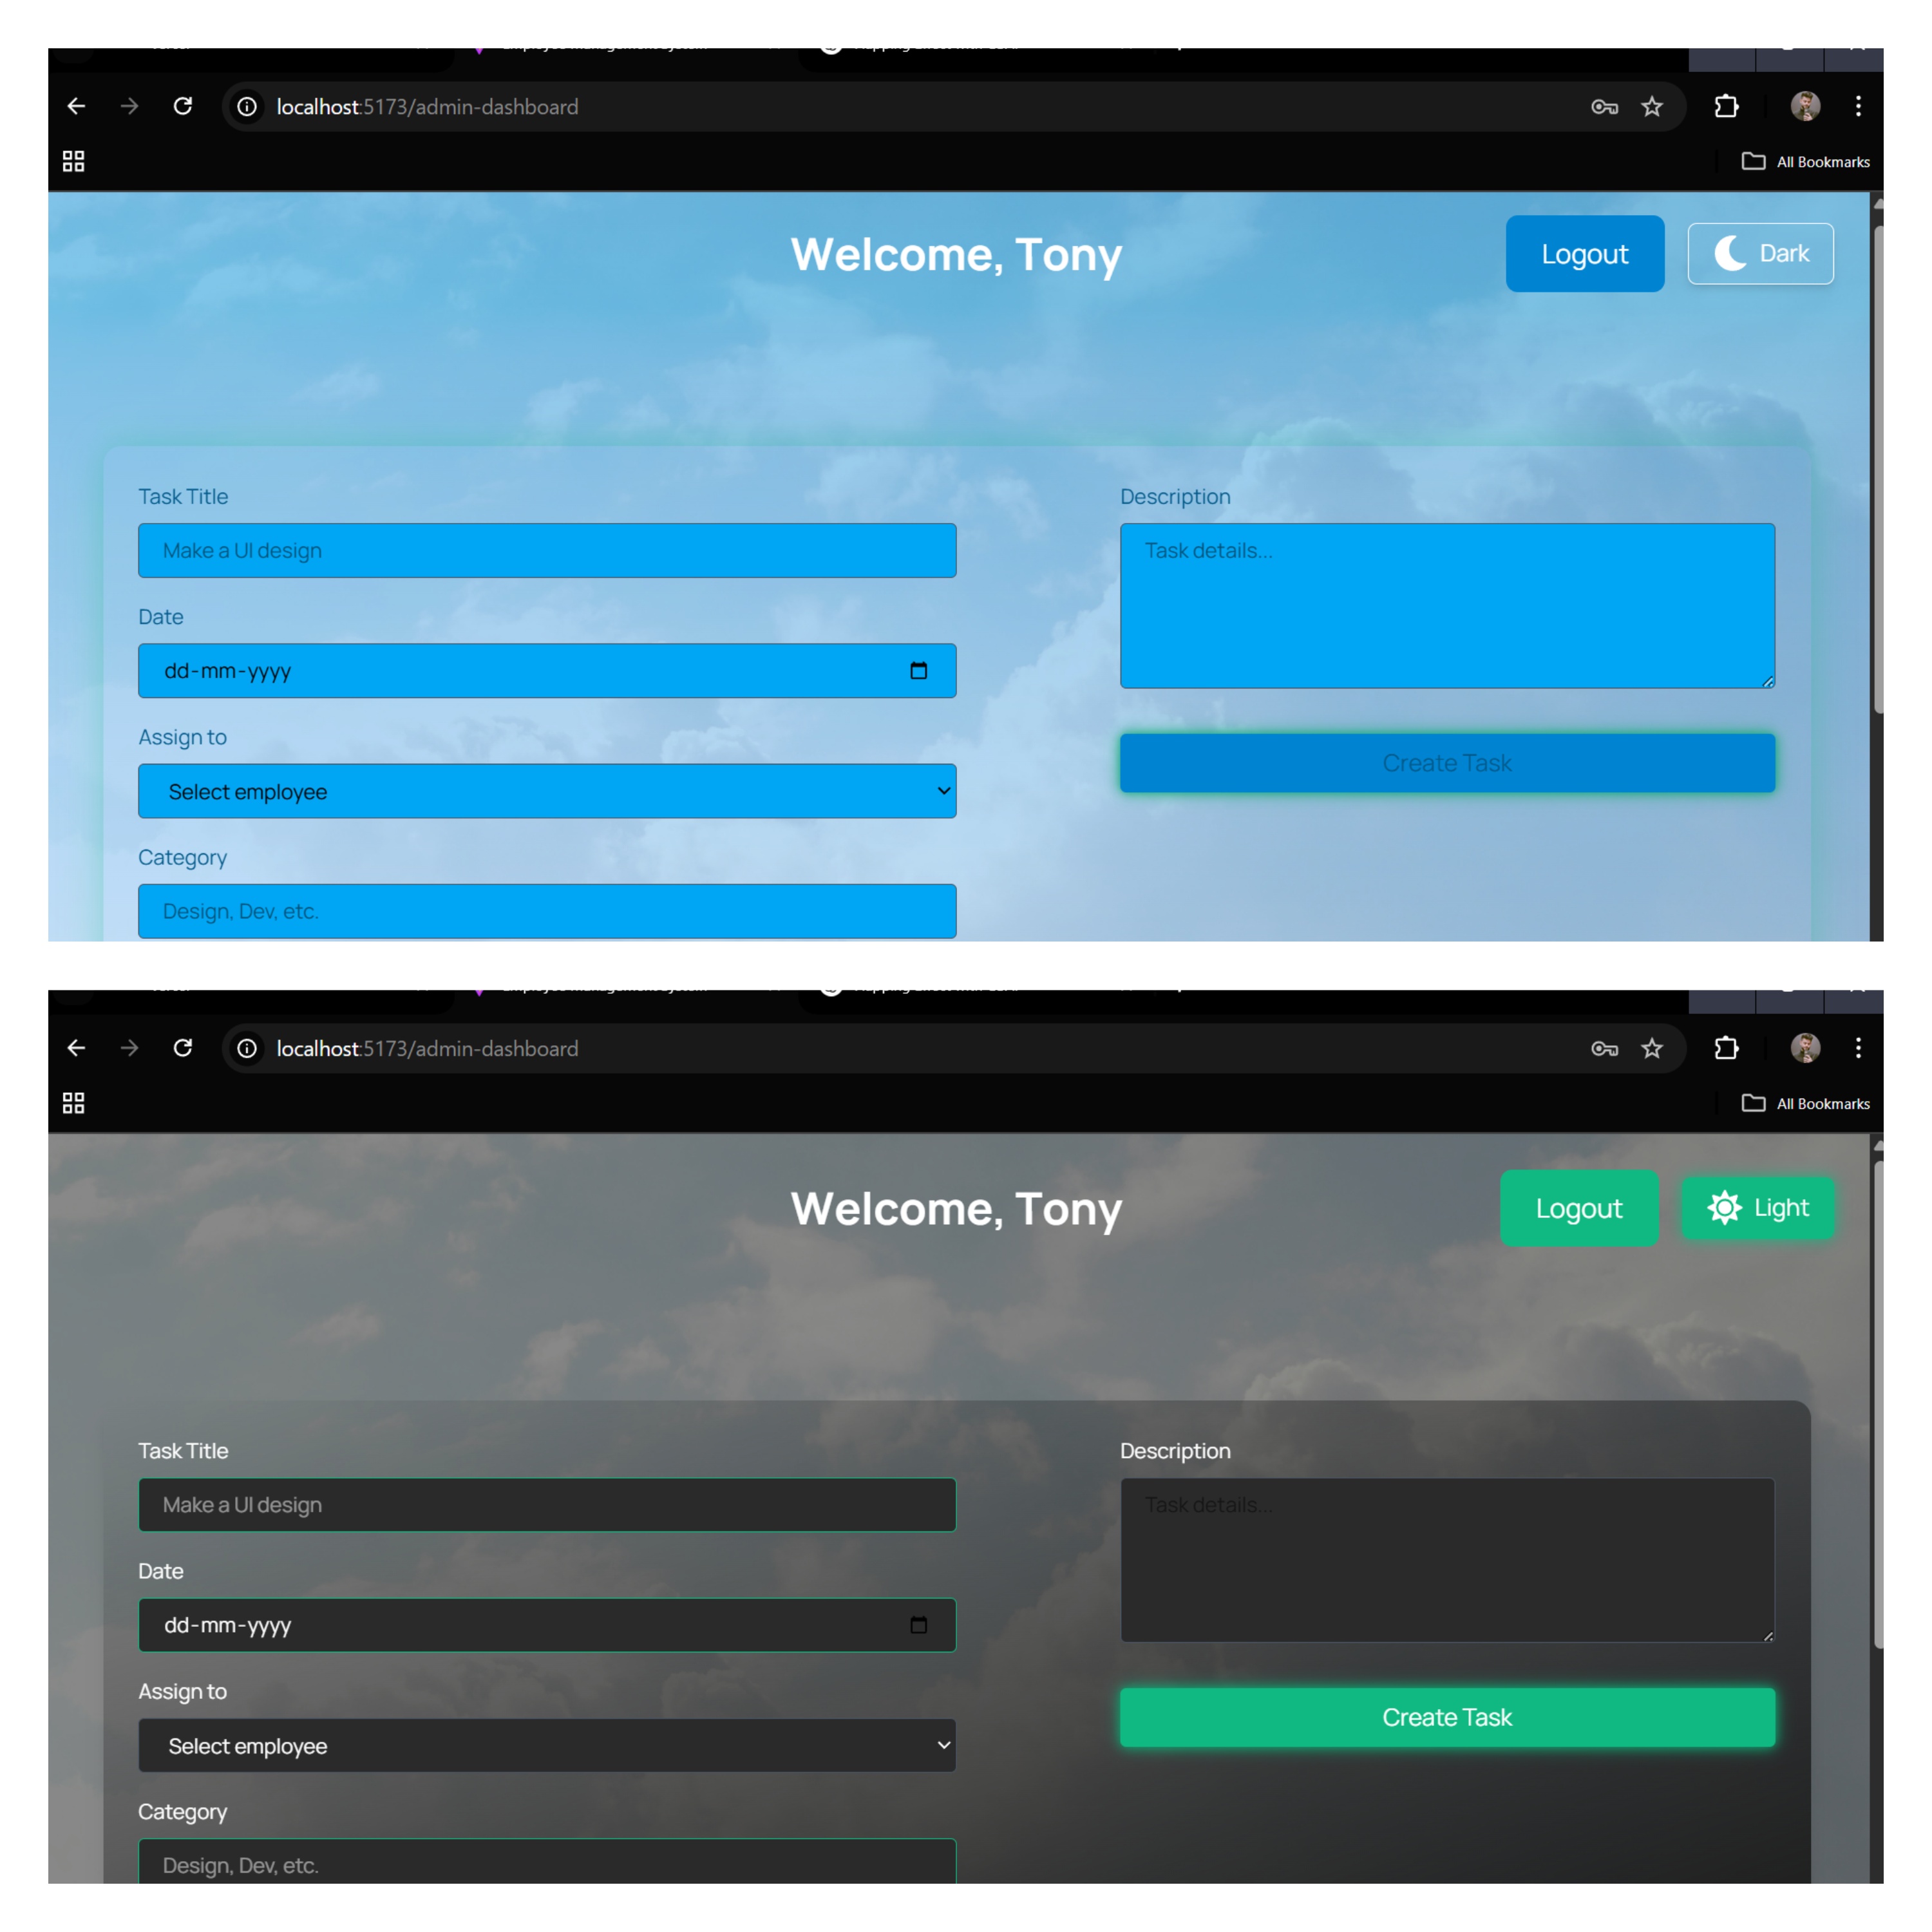 localhost:5173/admin-dashboard
All Bookmarks
Welcome, Tony
Logout
Dark
Task Title
Description
Make a UI design
Task details...
Date
dd-mm-yyyy
Assign to
Create Task
Select employee
Category
Design, Dev, etc.
localhost:5173/admin-dashboard
All Bookmarks
Welcome, Tony
Logout
Light
Task Title
Description
Make a UI design
Task details...
Date
dd-mm-yyyy
Assign to
Create Task
Select employee
Category
Design, Dev, etc.